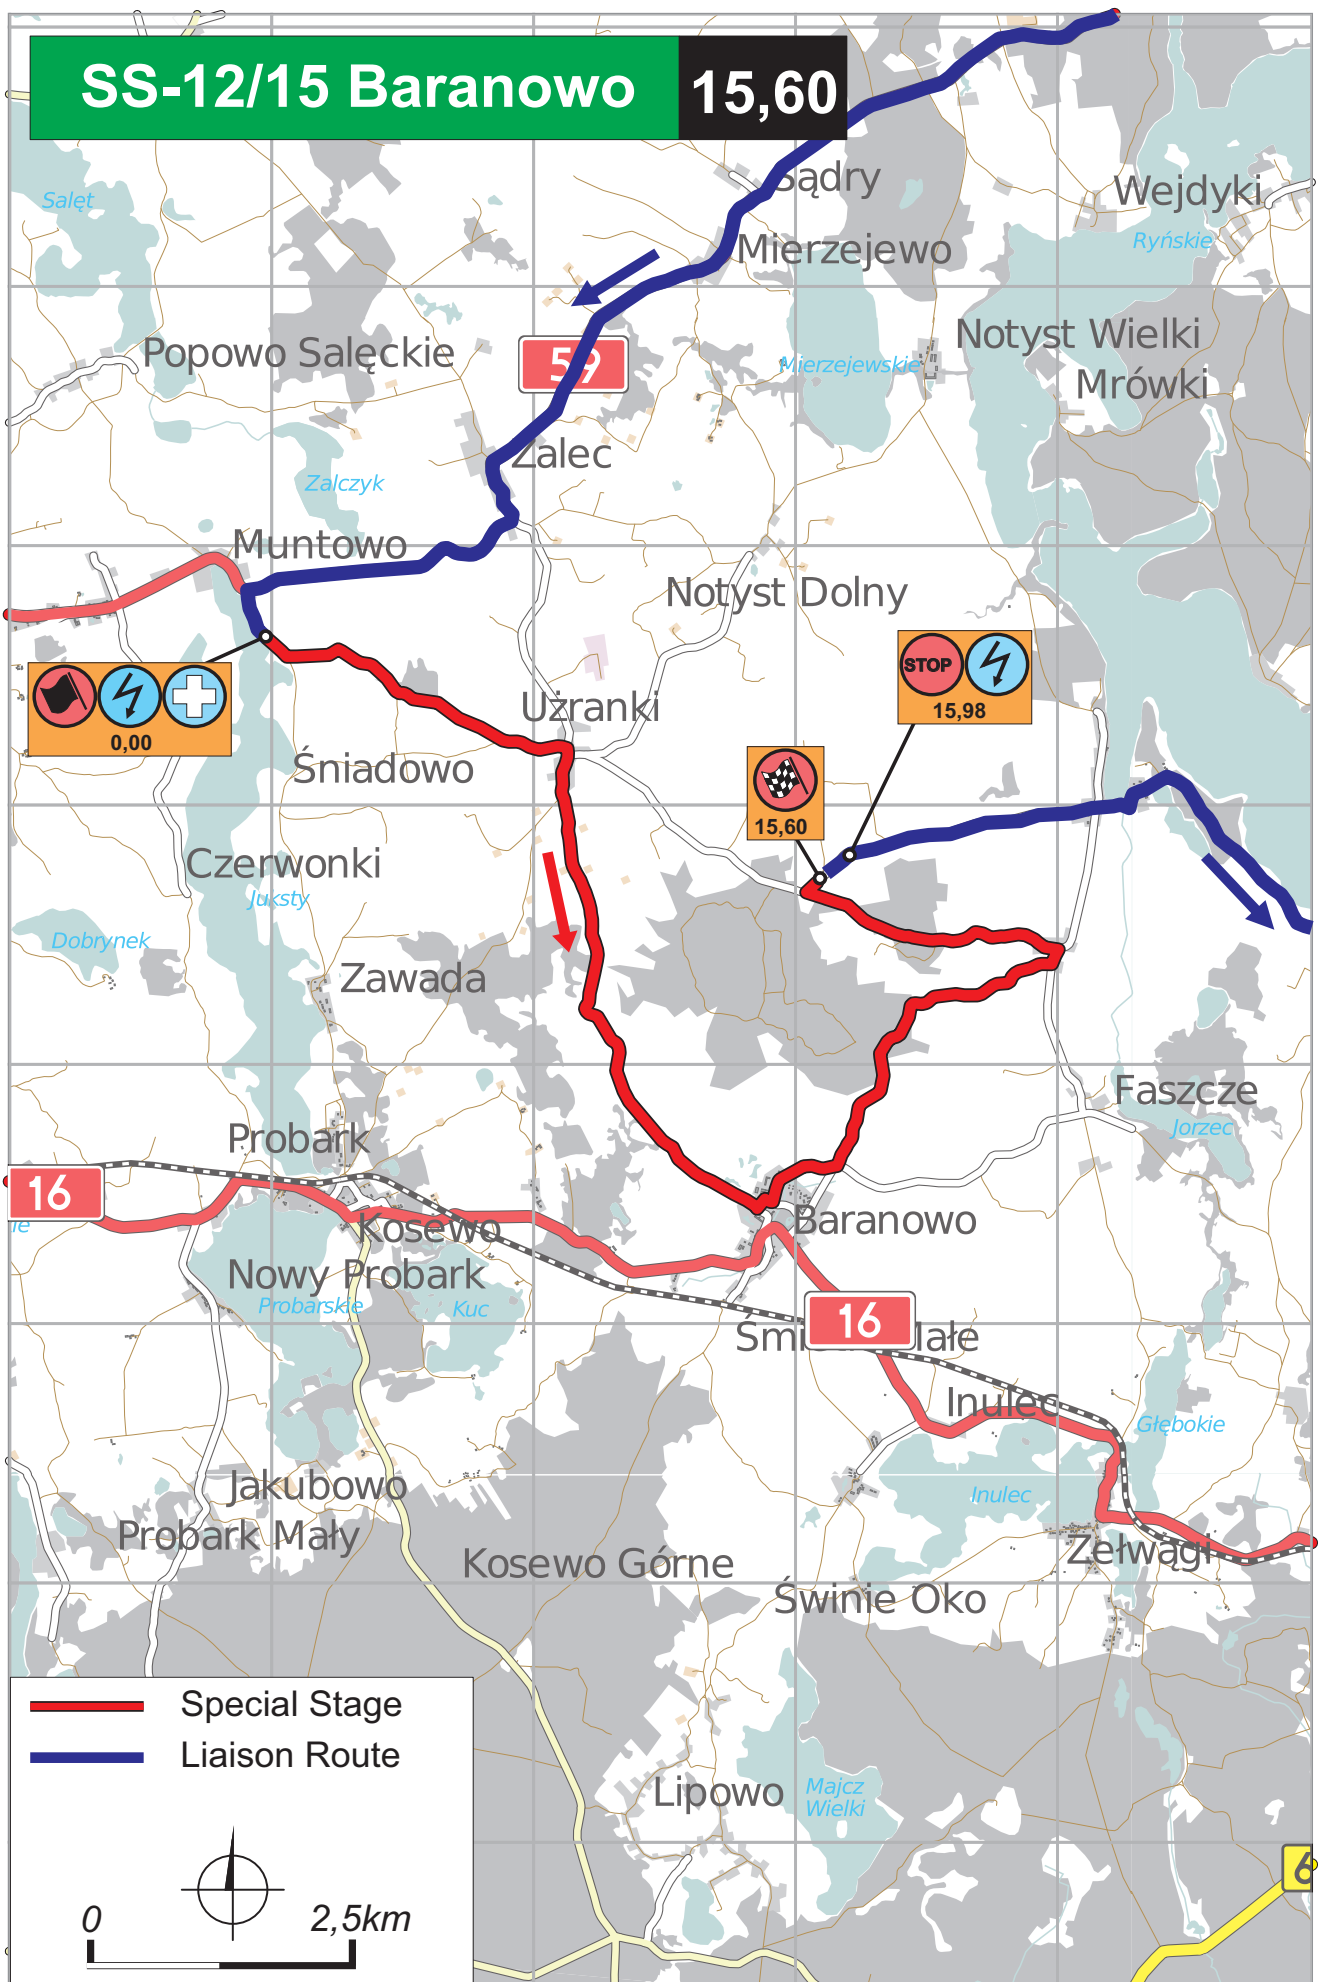 SS-12/15 Baranowo 15,60
Sądry
Salęt
Wejdyki
Ryńskie
Mierzejewo
Notyst Wielki
Popowo Salęckie
59
Mierzejewskie
Mrówki
Zalec
Zalczyk
Muntowo
Notyst Dolny
STOP
15,98
Użranki
0,00
Śniadowo
15,60
Czerwonki
Juksty
Dobrynek
Zawada
Faszcze
Jorzec
Probark
16
Kosewo
Baranowo
Nowy Probark
Probarskie
Kuc
16
Inulec
Głębokie
Jakubowo
Inulec
Probark Mały
Zełwągi
Kosewo Górne
Świnie Oko
Special Stage
Liaison Route
Lipowo
Majcz
Wielki
6
0 2,5km